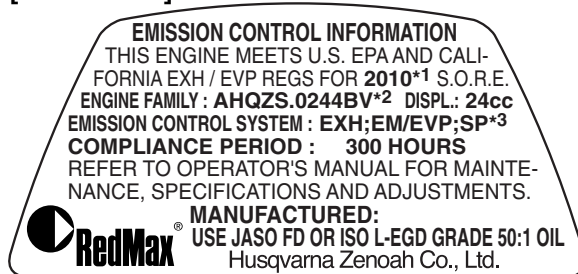 EMISSION CONTROL INFORMATION
THIS ENGINE MEETS U.S. EPA AND CALI-
FORNIA EXH / EVP REGS FOR 2010*1 S.O.R.E.
ENGINE FAMILY : AHQZS.0244BV*2 DISPL.: 24cc
EMISSION CONTROL SYSTEM : EXH;EM/EVP;SP*3
COMPLIANCE PERIOD : 300 HOURS
REFER TO OPERATOR'S MANUAL FOR MAINTE-
NANCE, SPECIFICATIONS AND ADJUSTMENTS.
MANUFACTURED:
RedMax® USE JASO FD OR ISO L-EGD GRADE 50:1 OIL
Husqvarna Zenoah Co., Ltd.